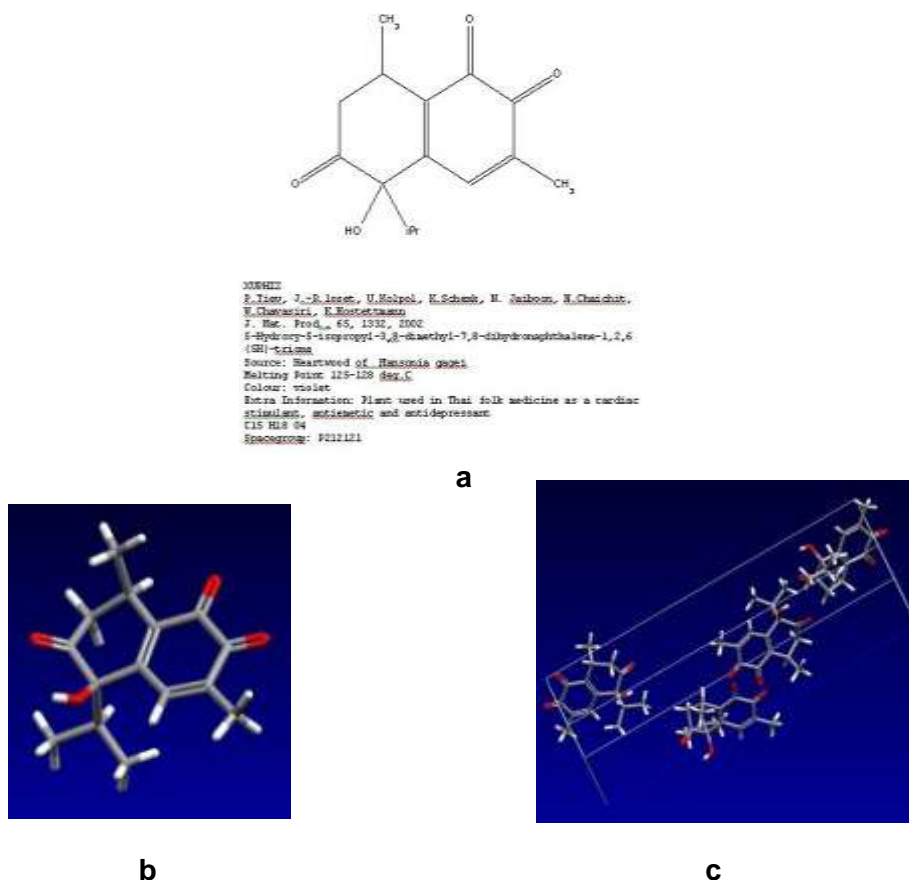 CH3
O
O
O
CH3
HO
iPr
P.Tiew, J.-R.Ioset, U.Kolpol, K.Schenk, N. Jaiboon, N.Chaichit,
W.Chavasiri, K.Hostettmann
J. Nat. Prod., 65, 1332, 2002
5-Hydroxy-5-isopropyl-3,8-dimethyl-7,8-dihydronaphthalene-1,2,6
(5H)-trione
Source: Heartwood of Mansonia gagei
Melting Point 125-128 deg.C
Colour: violet
Extra Information: Plant used in Thai folk medicine as a cardiac
stimulant, antiemetic and antidepressant
C15 H18 O4
Spacegroup: P212121
a
b
c